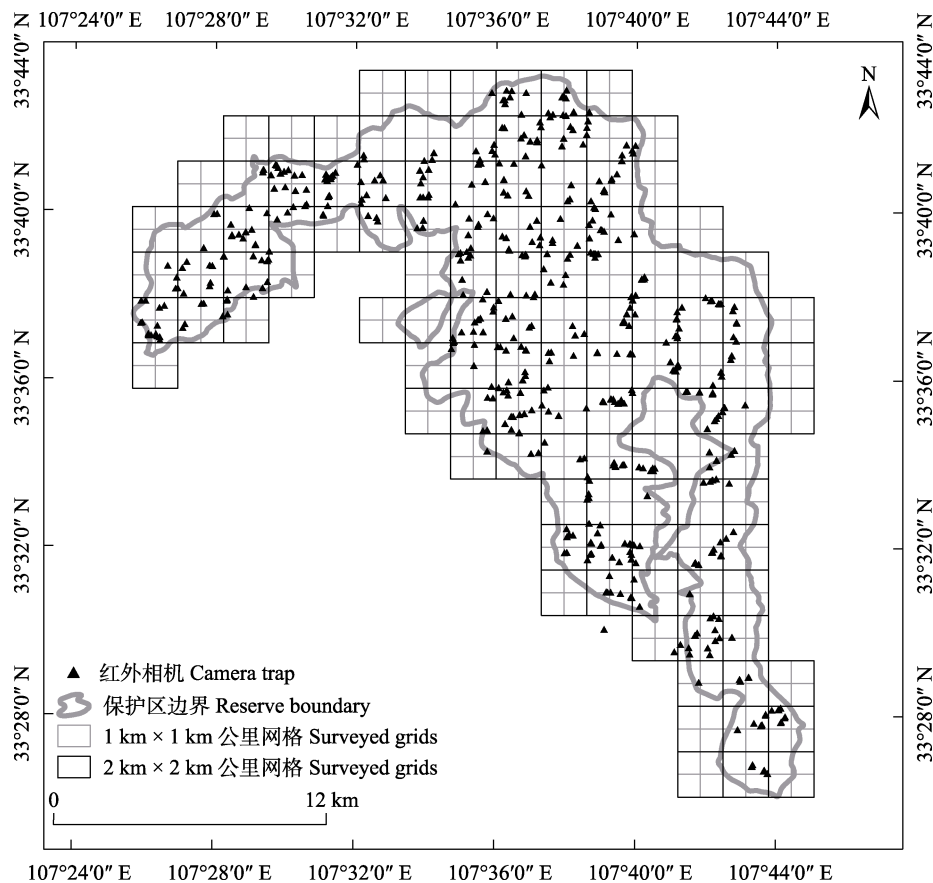 107°24′0″ E 107°28′0″ E 107°32′0″ E 107°36′0″ E 107°40′0″ E 107°44′0″ E
33°44′0″ N
33°44′0″ N
N
33°40′0″ N
33°40′0″ N
33°36′0″ N
33°36′0″ N
33°32′0″ N
33°32′0″ N
33°28′0″ N
33°28′0″ N
红外相机 Camera trap
保护区边界 Reserve boundary
1 km × 1 km 公里网格 Surveyed grids
2 km × 2 km 公里网格 Surveyed grids
0 12 km
107°24′0″ E 107°28′0″ E 107°32′0″ E 107°36′0″ E 107°40′0″ E 107°44′0″ E